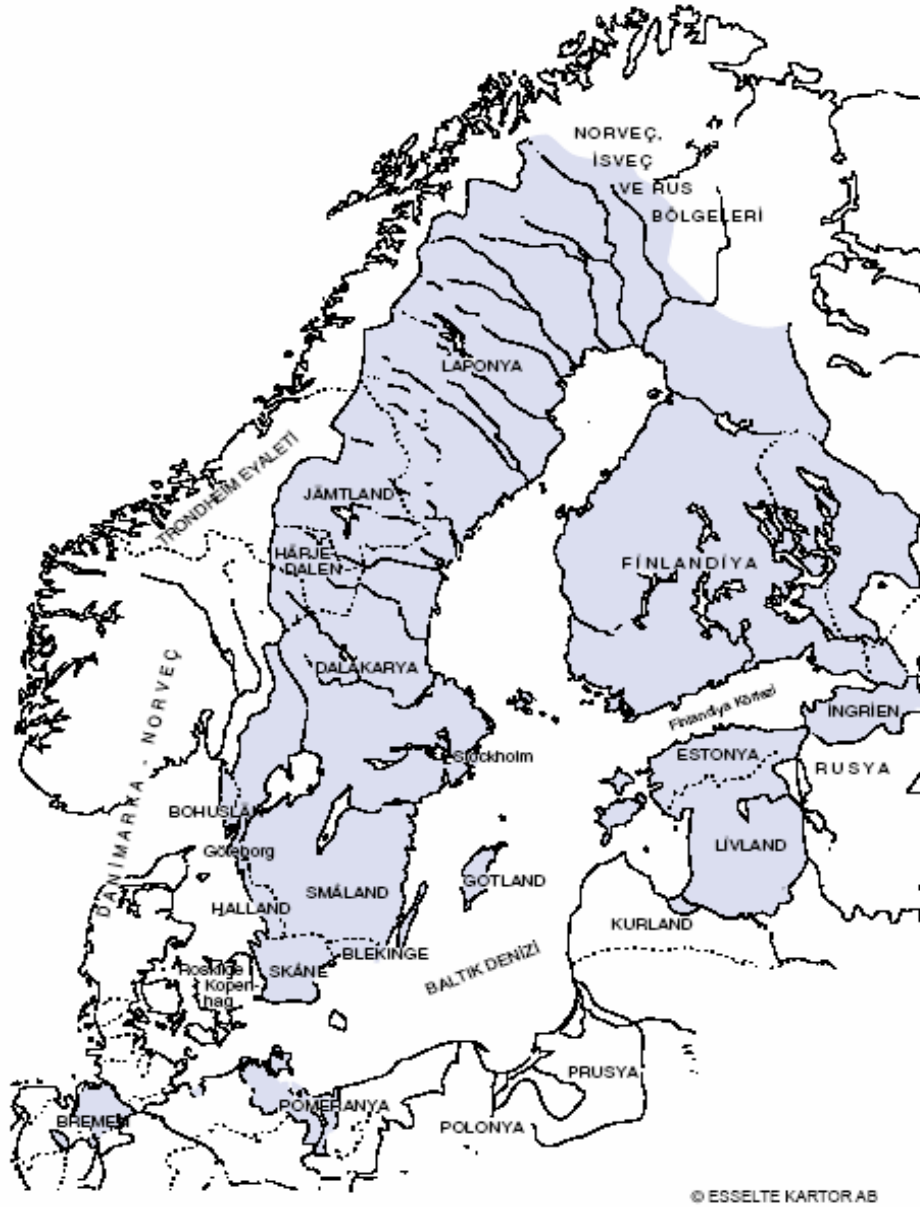 NORVEÇ,
İSVEÇ
VE RUS
BÖLGELERİ
LAPONYA
TRONDHEIM EYALETİ
JÄMTLAND
HÄRJE-
DALEN
FİNLANDİYA
DALAKARYA
DANİMARKA - NORVEÇ
Finlandiya Körfezi
İNGRİEN
Stockholm
ESTONYA
RUSYA
BOHUSLÄN
Göteborg
LİVLAND
SMÅLAND
GOTLAND
HALLAND
KURLAND
BLEKINGE
BALTIK DENİZİ
Roskilde
SKÅNE
Kopen-
hag
PRUSYA
POMERANYA
BREMEN
POLONYA
© ESSELTE KARTOR AB